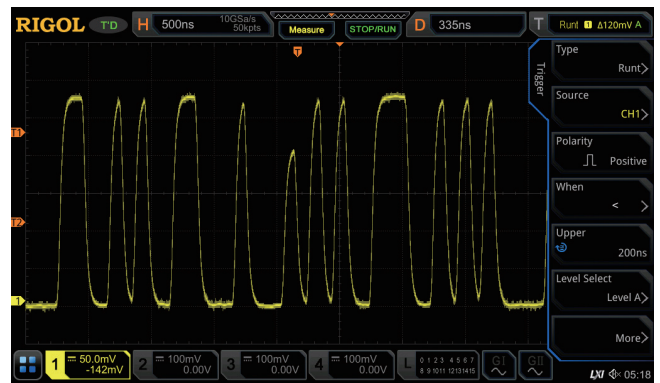 RIGOL T'D H 500ns 10GSa/s 50kpts Measure STOP/RUN D 335ns T Runt 1 Δ120mV A
T
Trigger
Type
Runt>
Source
CH1>
Polarity
Positive
When
< >
Upper
200ns
Level Select
Level A>
More>
T1
T2
1
1 50.0mV -142mV 2 100mV 0.00V 3 100mV 0.00V 4 100mV 0.00V L 0 1 2 3 4 5 6 7 8 9 10 11 12 13 14 15 GI GII
LXI 05:18